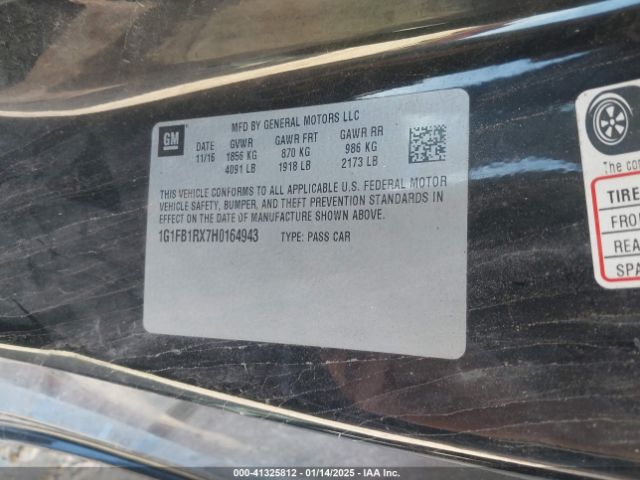 GM
MFD BY GENERAL MOTORS LLC
DATE GVWR GAWR FRT GAWR RR
11/16 1856 KG 870 KG 986 KG
4091 LB 1918 LB 2173 LB
THIS VEHICLE CONFORMS TO ALL APPLICABLE U.S. FEDERAL MOTOR
VEHICLE SAFETY, BUMPER, AND THEFT PREVENTION STANDARDS IN
EFFECT ON THE DATE OF MANUFACTURE SHOWN ABOVE.
1G1FB1RX7H0164943 TYPE: PASS CAR
The
TIRE
FRO
REA
SPA
000-41325812 - 01/14/2025 - IAA Inc.